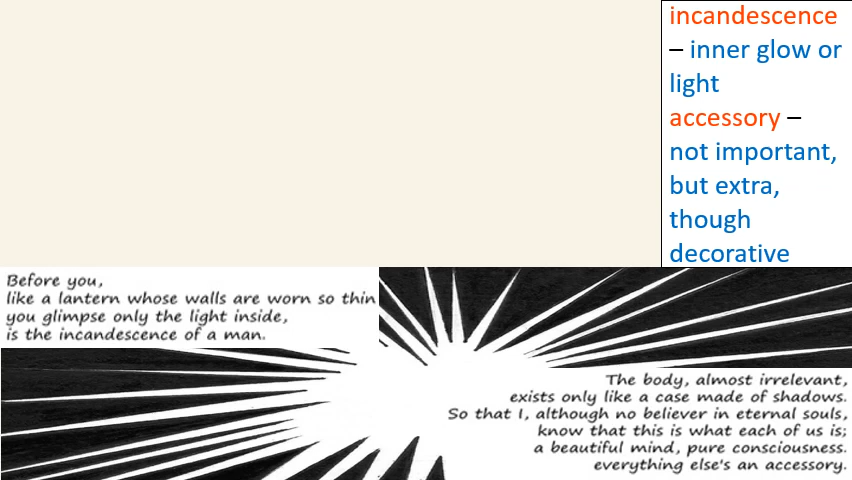 incandescence
– inner glow or
light
accessory –
not important,
but extra,
though
decorative
Before you,
like a lantern whose walls are worn so thin
you glimpse only the light inside,
is the incandescence of a man.
The body, almost irrelevant,
exists only like a case made of shadows.
So that I, although no believer in eternal souls,
know that this is what each of us is;
a beautiful mind, pure consciousness.
everything else's an accessory.